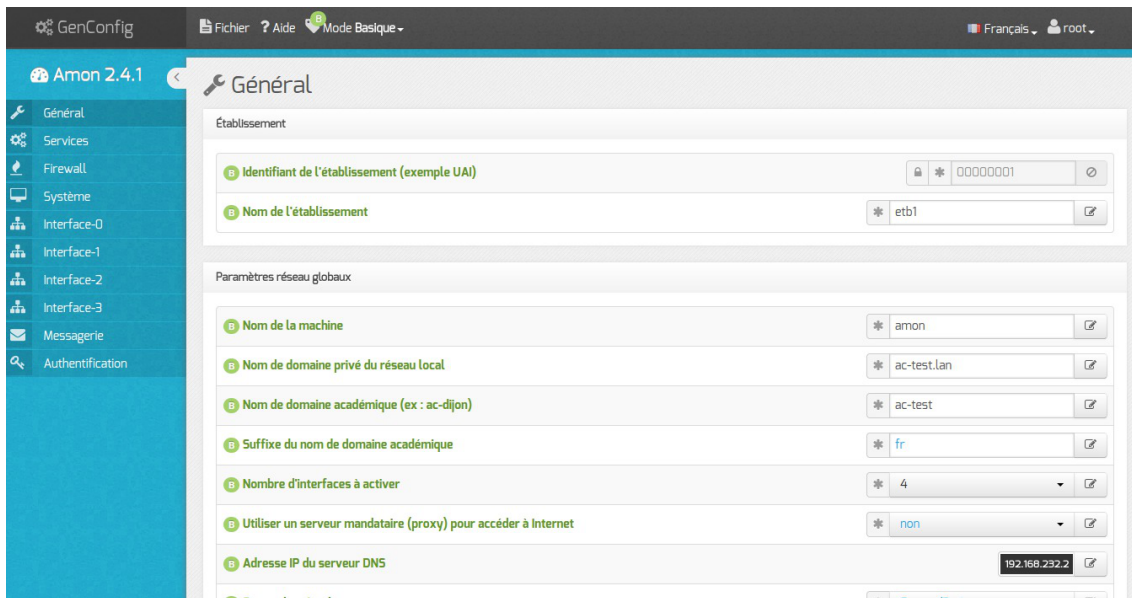 GenConfig
Fichier ? Aide B Mode Basique
Français root
Amon 2.4.1
Général
Services
Firewall
Système
Interface-0
Interface-1
Interface-2
Interface-3
Messagerie
Authentification
Général
Établissement
B Identifiant de l'établissement (exemple UAI) * 00000001
B Nom de l'établissement * etb1
Paramètres réseau globaux
B Nom de la machine * amon
B Nom de domaine privé du réseau local * ac-test.lan
B Nom de domaine académique (ex : ac-dijon) * ac-test
B Suffixe du nom de domaine académique * fr
B Nombre d'interfaces à activer * 4
B Utiliser un serveur mandataire (proxy) pour accéder à Internet * non
B Adresse IP du serveur DNS 192.168.232.2